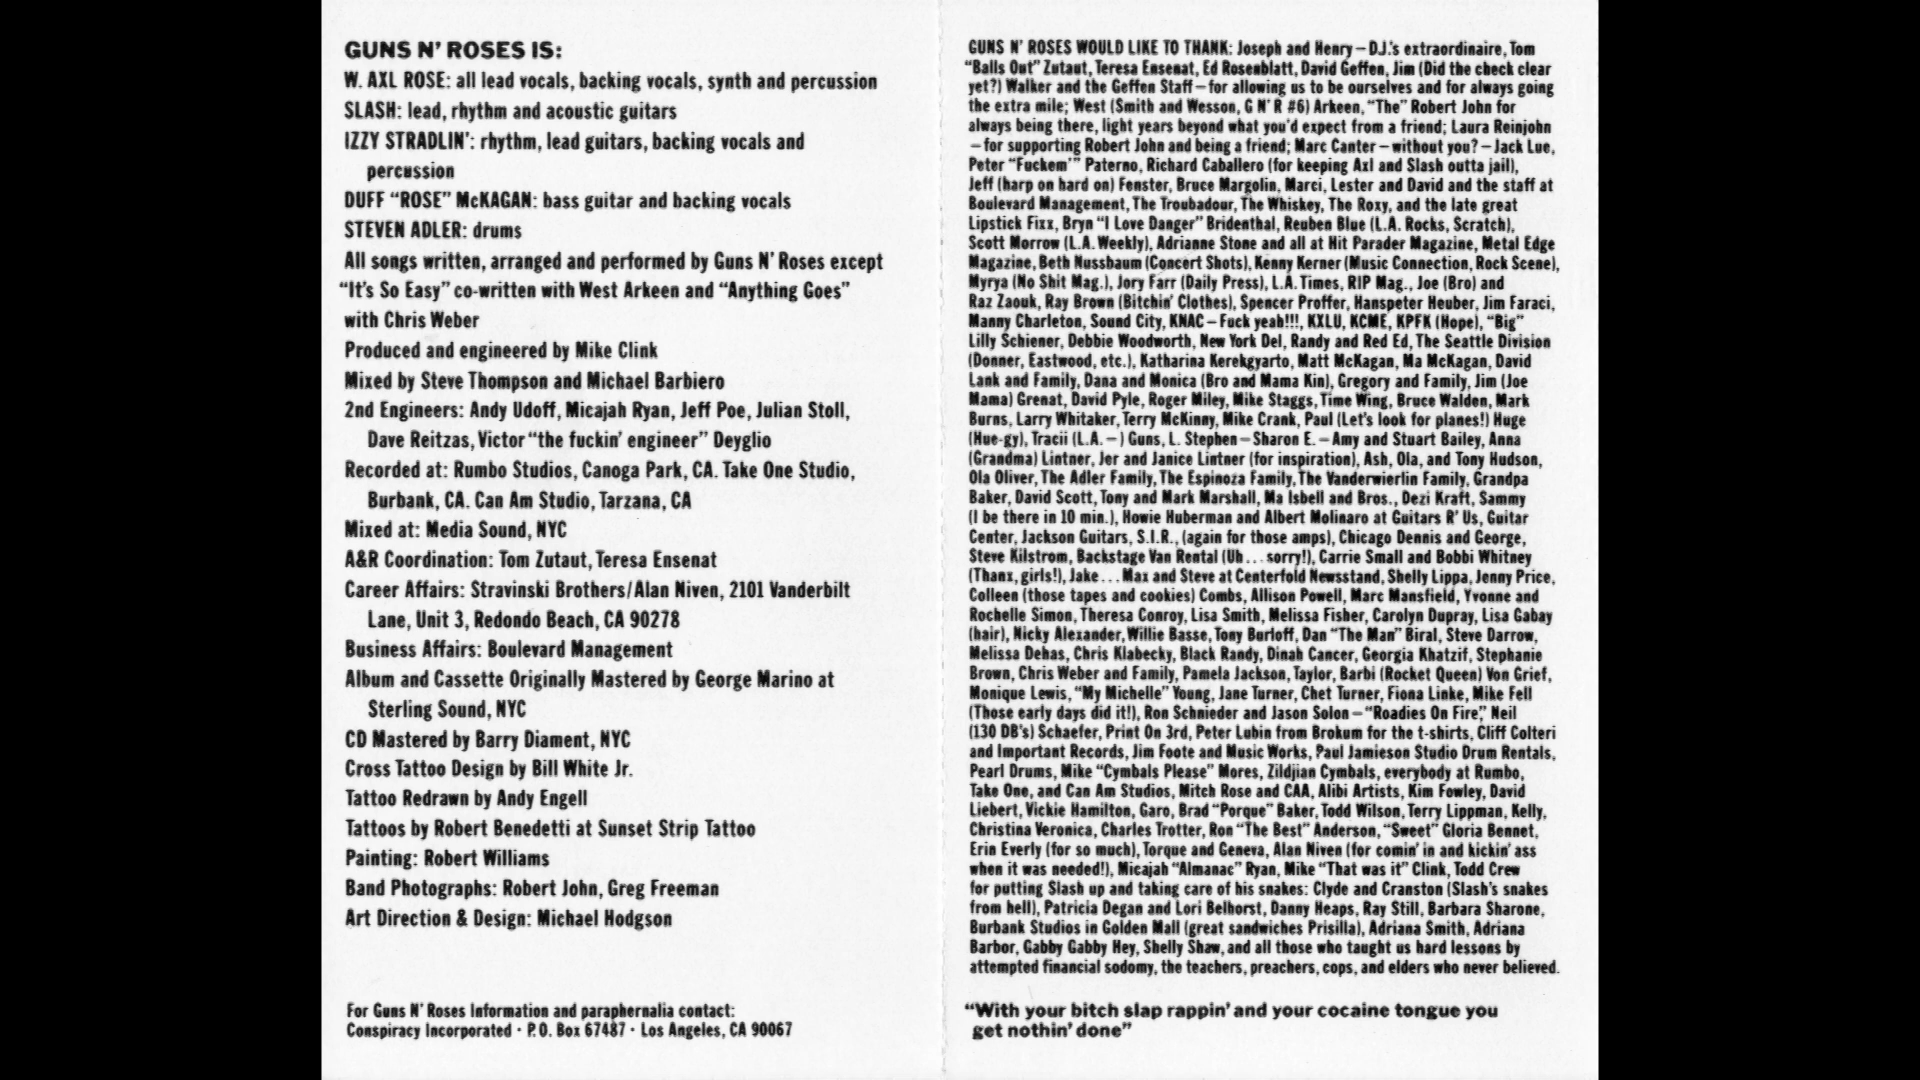 GUNS N' ROSES IS:
W. AXL ROSE: all lead vocals, backing vocals, synth and percussion
SLASH: lead, rhythm and acoustic guitars
IZZY STRADLIN': rhythm, lead guitars, backing vocals and
percussion
DUFF “ROSE” McKAGAN: bass guitar and backing vocals
STEVEN ADLER: drums
All songs written, arranged and performed by Guns N' Roses except
“It's So Easy” co-written with West Arkeen and “Anything Goes”
with Chris Weber
Produced and engineered by Mike Clink
Mixed by Steve Thompson and Michael Barbiero
2nd Engineers: Andy Udoff, Micajah Ryan, Jeff Poe, Julian Stoll,
Dave Reitzas, Victor “the fuckin' engineer” Deyglio
Recorded at: Rumbo Studios, Canoga Park, CA. Take One Studio,
Burbank, CA. Can Am Studio, Tarzana, CA
Mixed at: Media Sound, NYC
A&R Coordination: Tom Zutaut, Teresa Ensenat
Career Affairs: Stravinski Brothers/Alan Niven, 2101 Vanderbilt
Lane, Unit 3, Redondo Beach, CA 90278
Business Affairs: Boulevard Management
Album and Cassette Originally Mastered by George Marino at
Sterling Sound, NYC
CD Mastered by Barry Diament, NYC
Cross Tattoo Design by Bill White Jr.
Tattoo Redrawn by Andy Engell
Tattoos by Robert Benedetti at Sunset Strip Tattoo
Painting: Robert Williams
Band Photographs: Robert John, Greg Freeman
Art Direction & Design: Michael Hodgson
For Guns N' Roses Information and paraphernalia contact:
Conspiracy Incorporated · P.O. Box 67487 · Los Angeles, CA 90067
GUNS N' ROSES WOULD LIKE TO THANK: Joseph and Henry – D.J.'s extraordinaire, Tom
“Balls Out” Zutaut, Teresa Ensenat, Ed Rosenblatt, David Geffen, Jim (Did the check clear
yet?) Walker and the Geffen Staff – for allowing us to be ourselves and for always going
the extra mile; West (Smith and Wesson, G N' R #6) Arkeen, “The” Robert John for
always being there, light years beyond what you'd expect from a friend; Laura Reinjohn
– for supporting Robert John and being a friend; Marc Canter – without you? – Jack Lue,
Peter “Fuckem'” Paterno, Richard Caballero (for keeping Axl and Slash outta jail),
Jeff (harp on hard on) Fenster, Bruce Margolin, Marci, Lester and David and the staff at
Boulevard Management, The Troubadour, The Whiskey, The Roxy, and the late great
Lipstick Fixx, Bryn “I Love Danger” Bridenthal, Reuben Blue (L.A. Rocks, Scratch),
Scott Morrow (L.A. Weekly), Adrianne Stone and all at Hit Parader Magazine, Metal Edge
Magazine, Beth Nussbaum (Concert Shots), Kenny Kerner (Music Connection, Rock Scene),
Myrya (No Shit Mag.), Jory Farr (Daily Press), L.A. Times, RIP Mag., Joe (Bro) and
Raz Zaouk, Ray Brown (Bitchin' Clothes), Spencer Proffer, Hanspeter Heuber, Jim Faraci,
Manny Charleton, Sound City, KNAC – Fuck yeah!!!, KXLU, KCME, KPFK (Hope), “Big”
Lilly Schiener, Debbie Woodworth, New York Del, Randy and Red Ed, The Seattle Division
(Donner, Eastwood, etc.), Katharina Kerekgyarto, Matt McKagan, Ma McKagan, David
Lank and Family, Dana and Monica (Bro and Mama Kin), Gregory and Family, Jim (Joe
Mama) Grenat, David Pyle, Roger Miley, Mike Staggs, Time Wing, Bruce Walden, Mark
Burns, Larry Whitaker, Terry McKinny, Mike Crank, Paul (Let's look for planes!) Huge
(Hue-gy), Tracii (L.A. –) Guns, L. Stephen – Sharon E. – Amy and Stuart Bailey, Anna
(Grandma) Lintner, Jer and Janice Lintner (for inspiration), Ash, Ola, and Tony Hudson,
Ola Oliver, The Adler Family, The Espinoza Family, The Vanderwierlin Family, Grandpa
Baker, David Scott, Tony and Mark Marshall, Ma Isbell and Bros., Dezi Kraft, Sammy
(I be there in 10 min.), Howie Huberman and Albert Molinaro at Guitars R' Us, Guitar
Center, Jackson Guitars, S.I.R., (again for those amps), Chicago Dennis and George,
Steve Kilstrom, Backstage Van Rental (Uh... sorry!), Carrie Small and Bobbi Whitney
(Thanx, girls!), Jake... Max and Steve at Centerfold Newsstand, Shelly Lippa, Jenny Price,
Colleen (those tapes and cookies) Combs, Allison Powell, Marc Mansfield, Yvonne and
Rochelle Simon, Theresa Conroy, Lisa Smith, Melissa Fisher, Carolyn Dupray, Lisa Gabay
(hair), Nicky Alexander, Willie Basse, Tony Burloff, Dan “The Man” Biral, Steve Darrow,
Melissa Dehas, Chris Klabecky, Black Randy, Dinah Cancer, Georgia Khatzif, Stephanie
Brown, Chris Weber and Family, Pamela Jackson, Taylor, Barbi (Rocket Queen) Von Grief,
Monique Lewis, “My Michelle” Young, Jane Turner, Chet Turner, Fiona Linke, Mike Fell
(Those early days did it!), Ron Schnieder and Jason Solon – “Roadies On Fire,” Neil
(130 DB's) Schaefer, Print On 3rd, Peter Lubin from Brokum for the t-shirts, Cliff Colteri
and Important Records, Jim Foote and Music Works, Paul Jamieson Studio Drum Rentals,
Pearl Drums, Mike “Cymbals Please” Mores, Zildjian Cymbals, everybody at Rumbo,
Take One, and Can Am Studios, Mitch Rose and CAA, Alibi Artists, Kim Fowley, David
Liebert, Vickie Hamilton, Garo, Brad “Porque” Baker, Todd Wilson, Terry Lippman, Kelly,
Christina Veronica, Charles Trotter, Ron “The Best” Anderson, “Sweet” Gloria Bennet,
Erin Everly (for so much), Torque and Geneva, Alan Niven (for comin' in and kickin' ass
when it was needed!), Micajah “Almanac” Ryan, Mike “That was it” Clink, Todd Crew
for putting Slash up and taking care of his snakes: Clyde and Cranston (Slash's snakes
from hell), Patricia Degan and Lori Belhorst, Danny Heaps, Ray Still, Barbara Sharone,
Burbank Studios in Golden Mall (great sandwiches Prisilla), Adriana Smith, Adriana
Barbor, Gabby Gabby Hey, Shelly Shaw, and all those who taught us hard lessons by
attempted financial sodomy, the teachers, preachers, cops, and elders who never believed.
“With your bitch slap rappin' and your cocaine tongue you
get nothin' done”